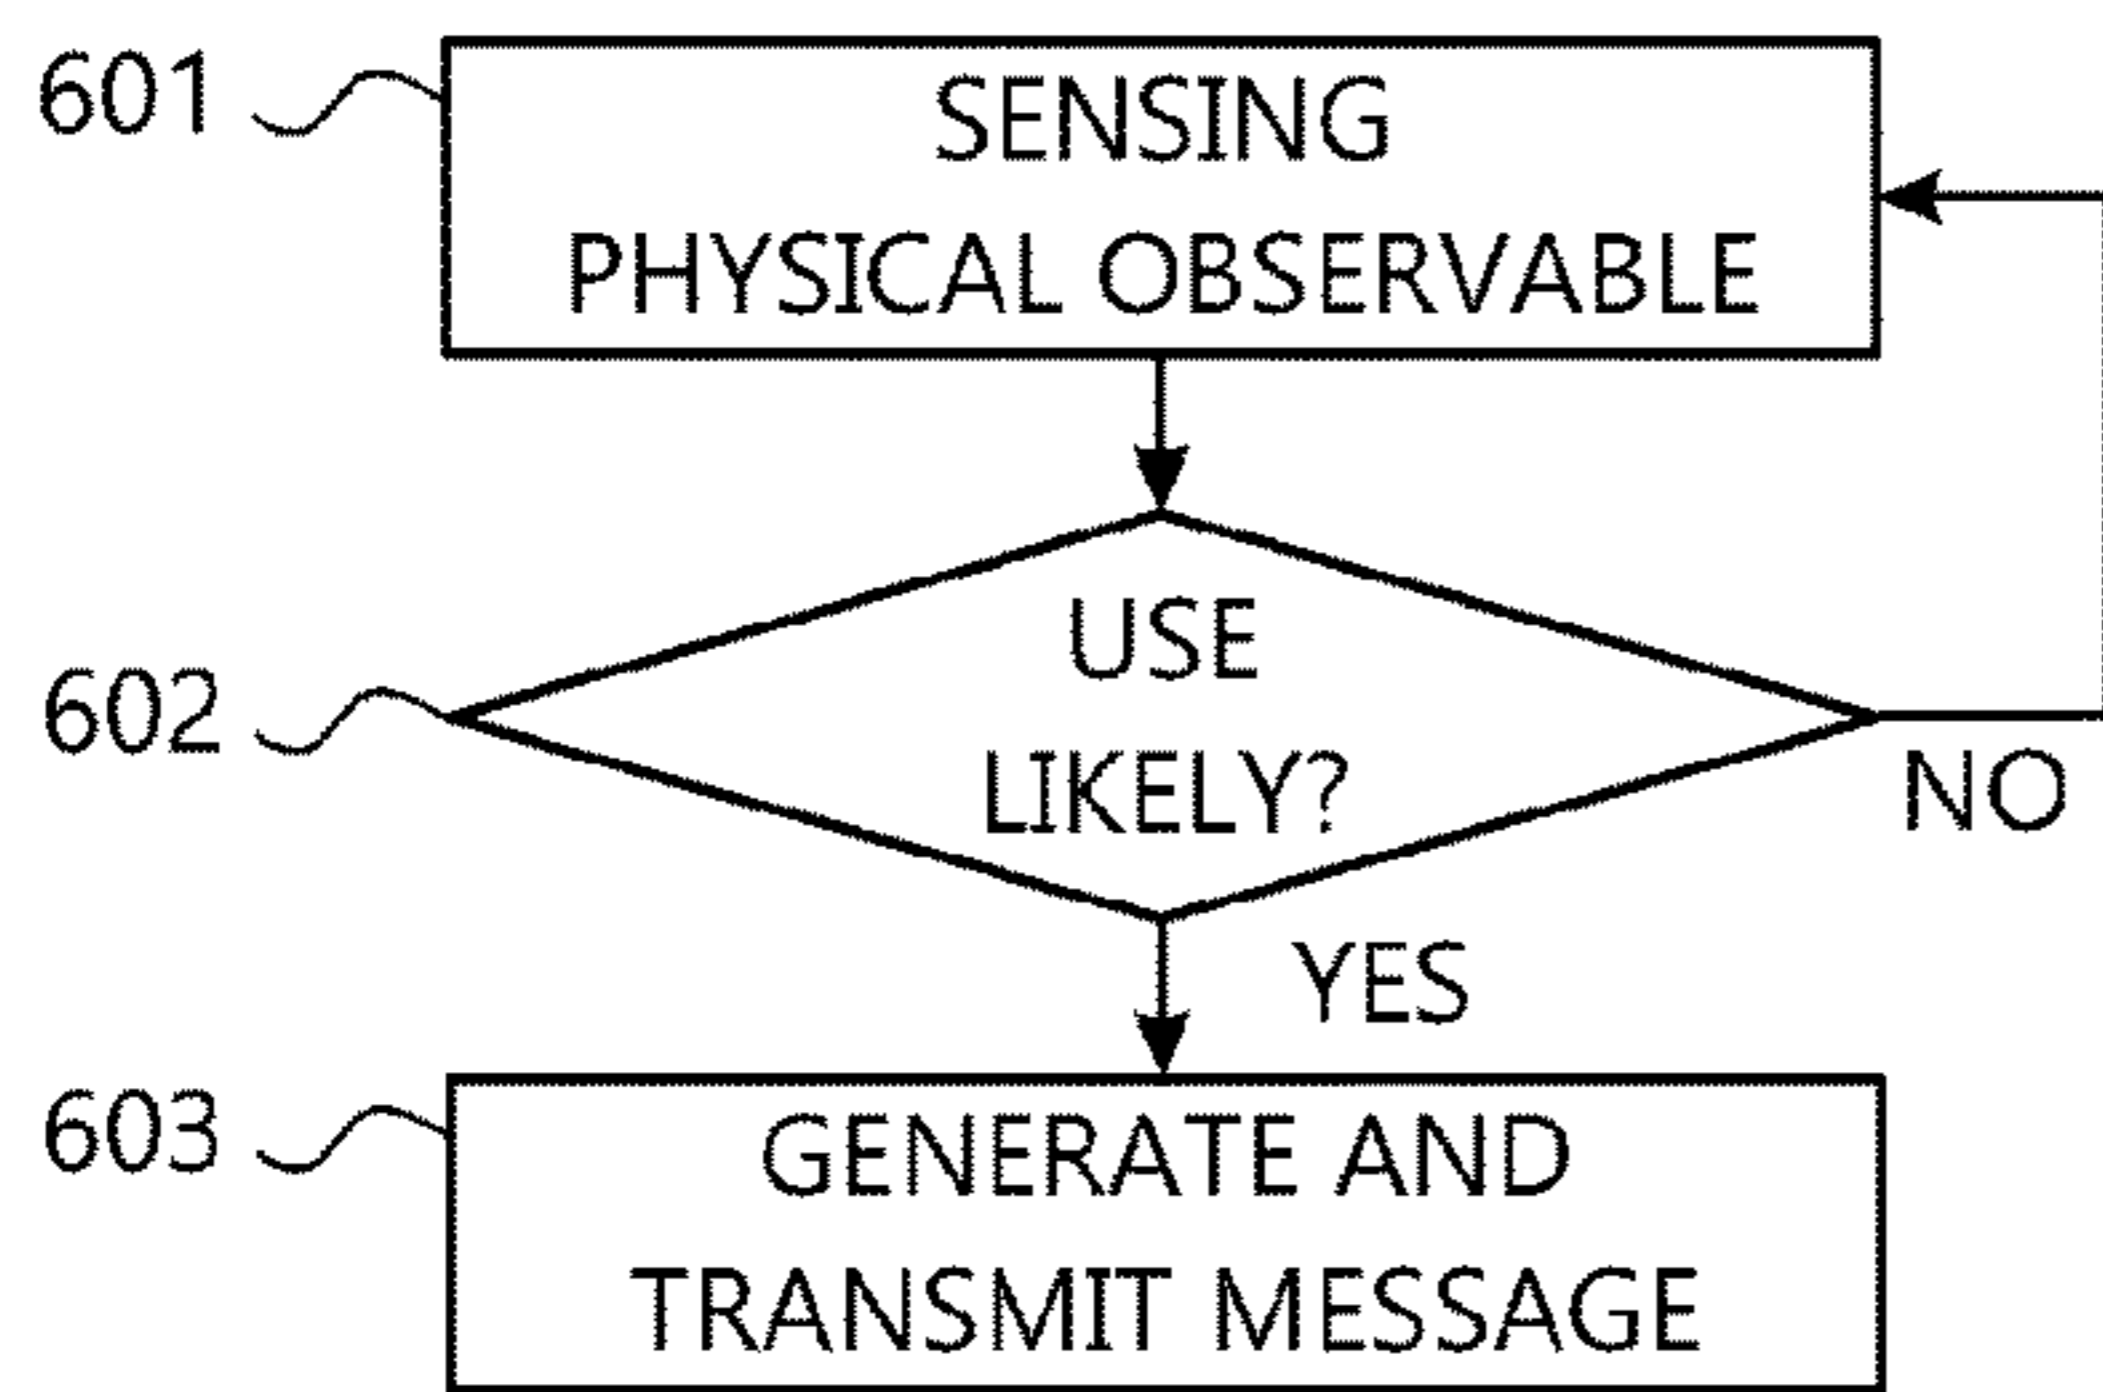 601
SENSING
PHYSICAL OBSERVABLE
602
USE
LIKELY?
NO
YES
603
GENERATE AND
TRANSMIT MESSAGE